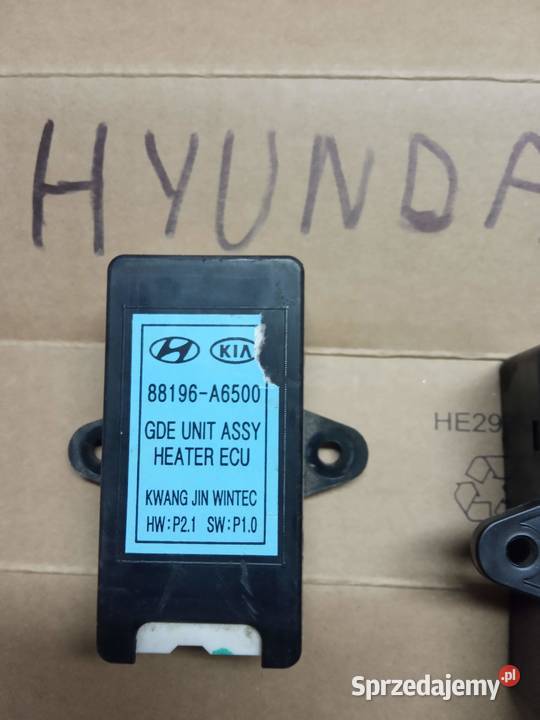 HYUNDA
KIA
88196-A6500
GDE UNIT ASSY
HEATER ECU
KWANG JIN WINTEC
HW:P2.1 SW:P1.0
HE29
Sprzedajemy.pl